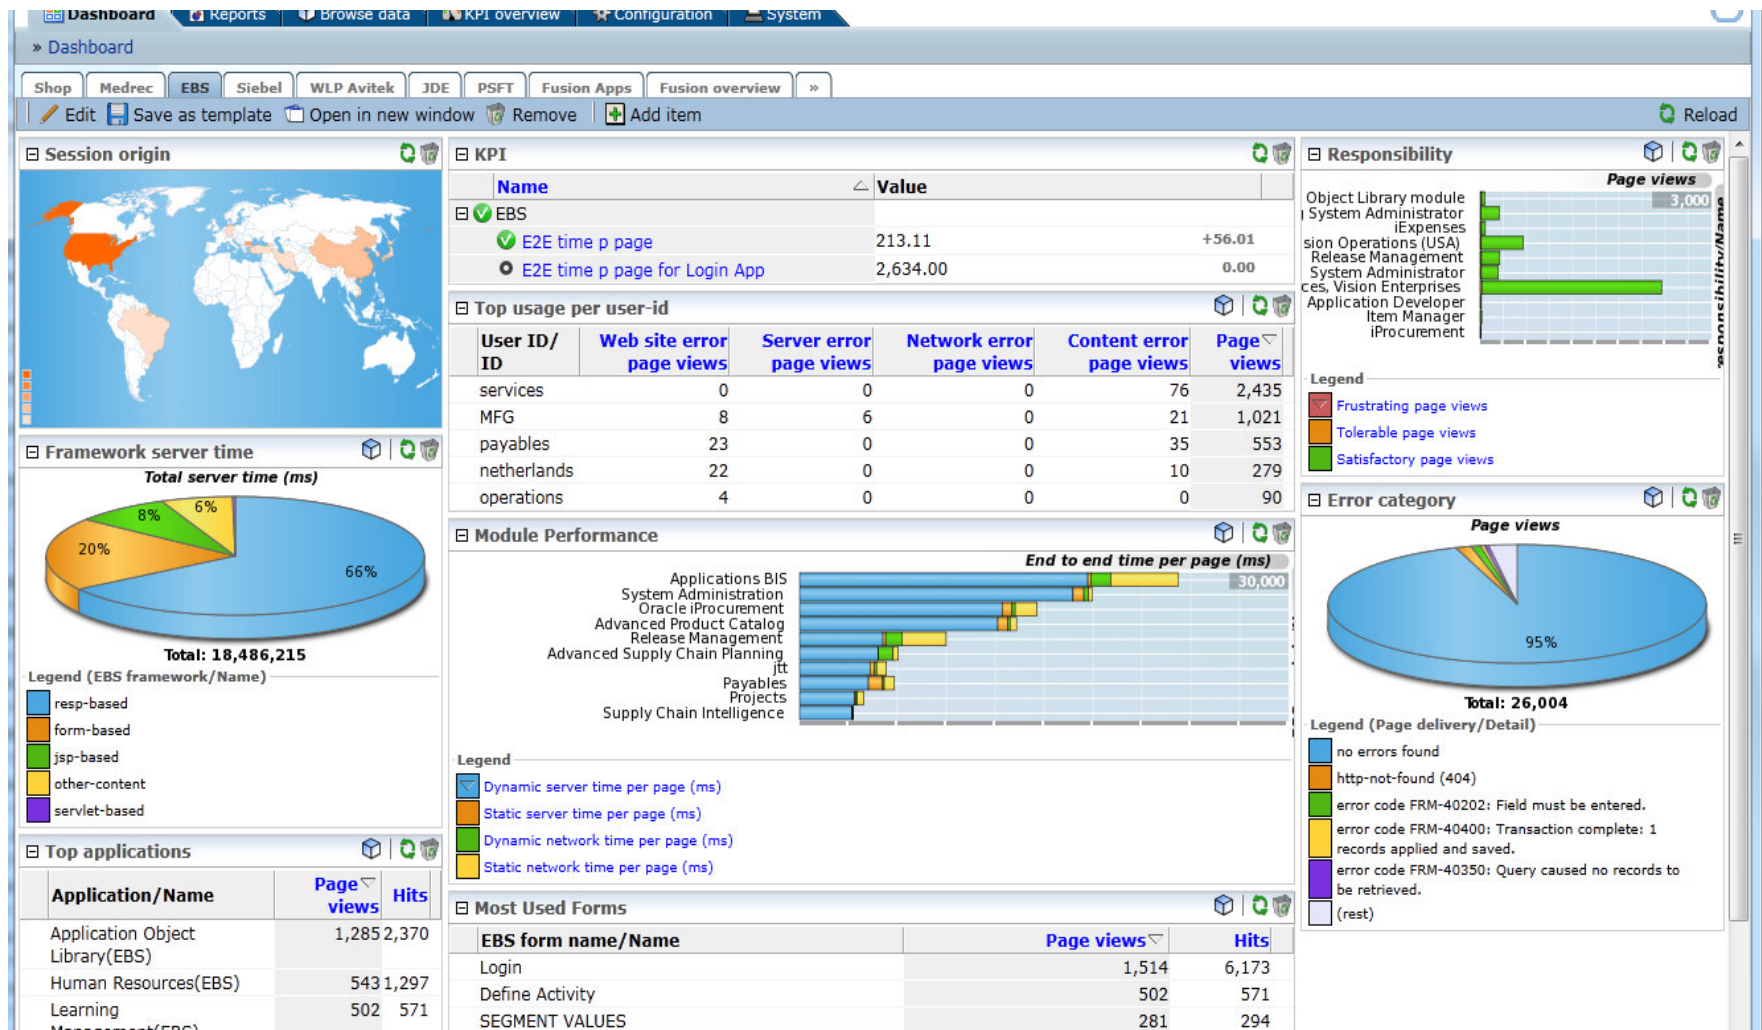 Dashboard Reports Browse data KPI overview Configuration System
» Dashboard
Shop Medrec EBS Siebel WLP Avitek JDE PSFT Fusion Apps Fusion overview »
Edit Save as template Open in new window Remove Add item Reload
Session origin
Framework server time
Total server time (ms)
6%
8%
20%
66%
Total: 18,486,215
Legend (EBS framework/Name)
resp-based
form-based
jsp-based
other-content
servlet-based
Top applications
Application/Name Page views Hits
Application Object Library(EBS) 1,285 2,370
Human Resources(EBS) 543 1,297
Learning 502 571
Management(EBS)
KPI
Name Value
EBS
E2E time p page 213.11 +56.01
E2E time p page for Login App 2,634.00 0.00
Top usage per user-id
User ID/ Web site error Server error Network error Content error Page
ID page views page views page views page views views
services 0 0 0 76 2,435
MFG 8 6 0 21 1,021
payables 23 0 0 35 553
netherlands 22 0 0 10 279
operations 4 0 0 0 90
Module Performance
End to end time per page (ms)
30,000
Applications BIS
System Administration
Oracle iProcurement
Advanced Product Catalog
Release Management
Advanced Supply Chain Planning
jtt
Payables
Projects
Supply Chain Intelligence
Legend
Dynamic server time per page (ms)
Static server time per page (ms)
Dynamic network time per page (ms)
Static network time per page (ms)
Most Used Forms
EBS form name/Name Page views Hits
Login 1,514 6,173
Define Activity 502 571
SEGMENT VALUES 281 294
Responsibility
Page views
3,000
Object Library module
System Administrator
iExpenses
sion Operations (USA)
Release Management
System Administrator
ces, Vision Enterprises
Application Developer
Item Manager
iProcurement
esponsibility/Name
Legend
Frustrating page views
Tolerable page views
Satisfactory page views
Error category
Page views
95%
Total: 26,004
Legend (Page delivery/Detail)
no errors found
http-not-found (404)
error code FRM-40202: Field must be entered.
error code FRM-40400: Transaction complete: 1
records applied and saved.
error code FRM-40350: Query caused no records to
be retrieved.
(rest)